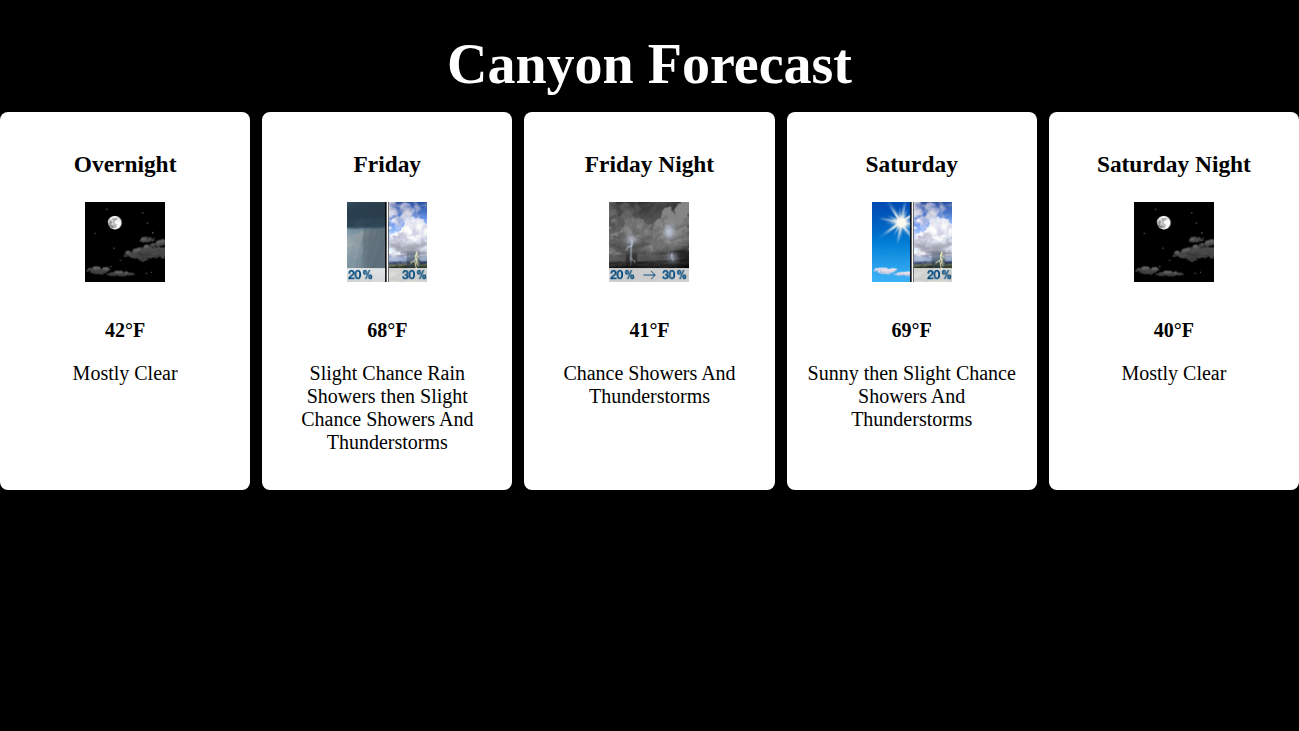 Canyon Forecast
Overnight
42°F
Mostly Clear
Friday
20% 30%
68°F
Slight Chance Rain
Showers then Slight
Chance Showers And
Thunderstorms
Friday Night
20% → 30%
41°F
Chance Showers And
Thunderstorms
Saturday
20%
69°F
Sunny then Slight Chance
Showers And
Thunderstorms
Saturday Night
40°F
Mostly Clear